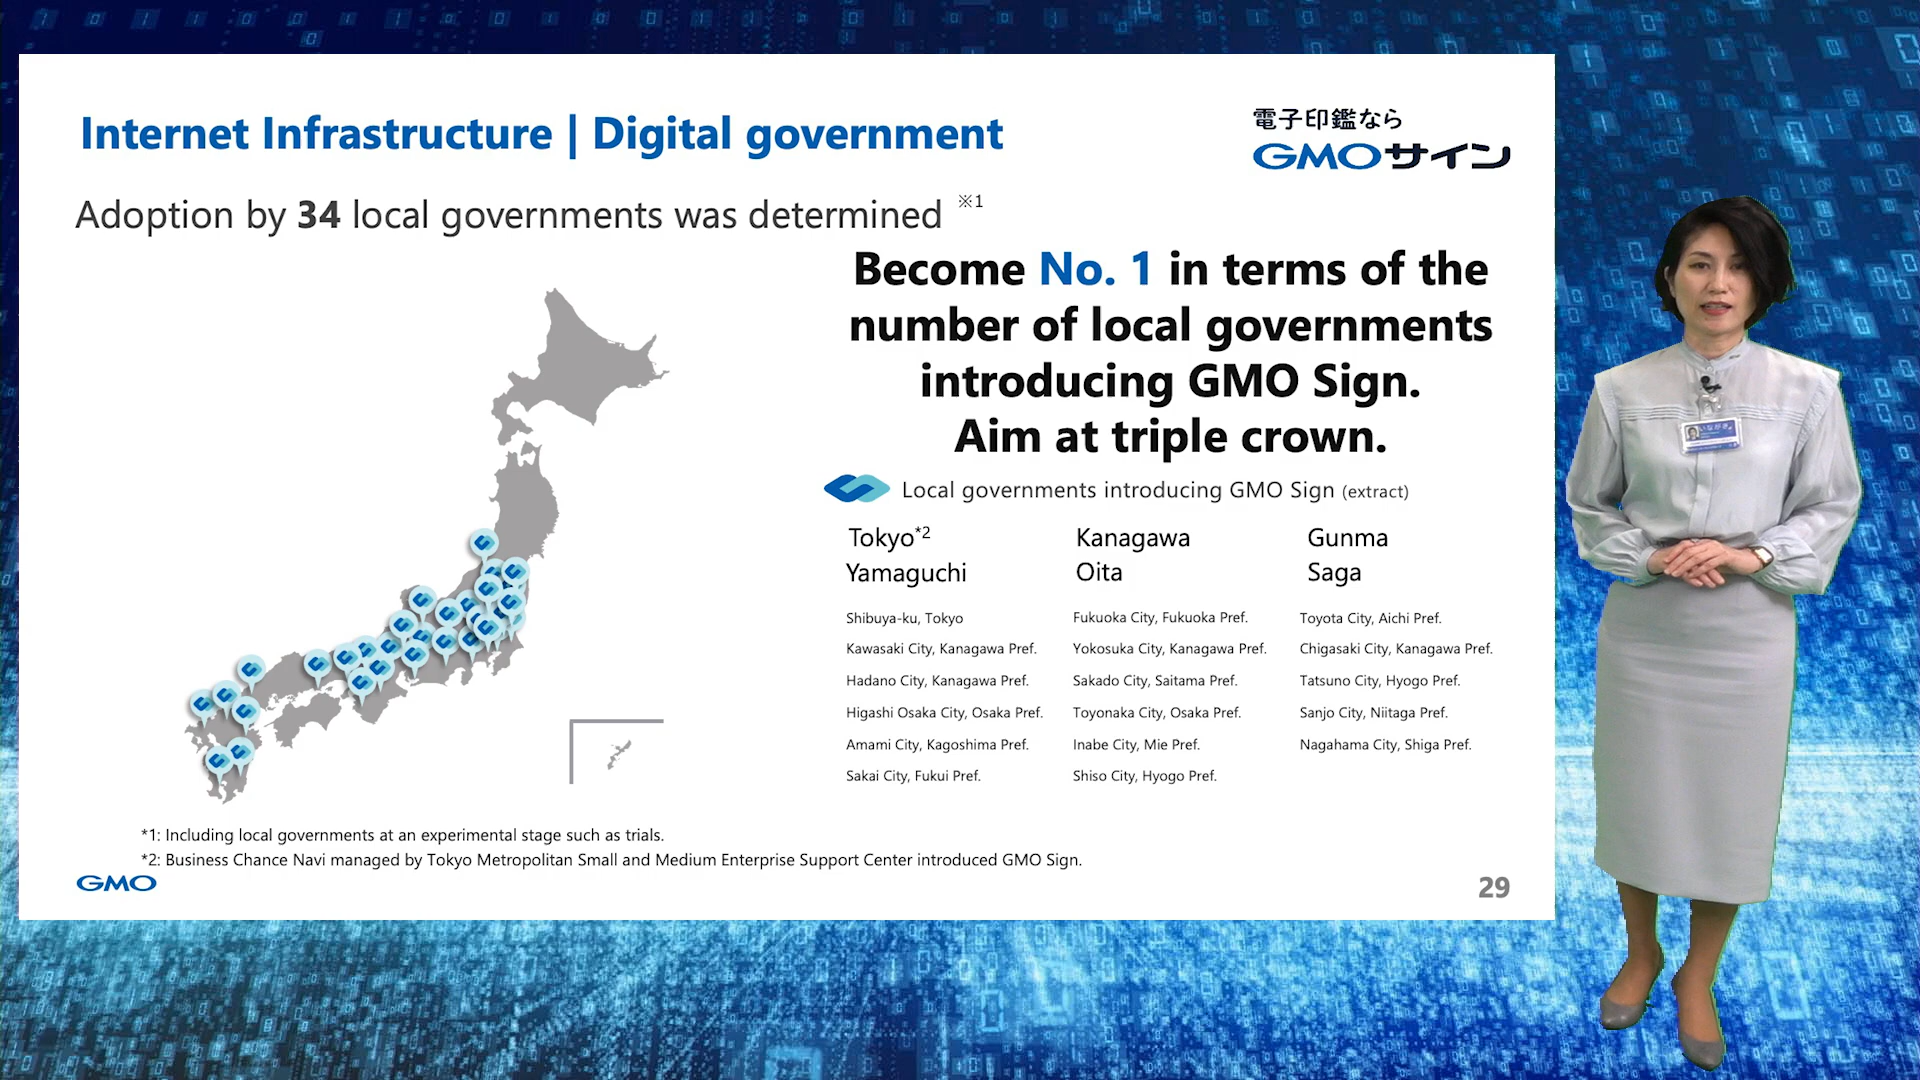 Internet Infrastructure | Digital government
電子印鑑なら
GMOサイン
Adoption by 34 local governments was determined ※1
Become No. 1 in terms of the
number of local governments
introducing GMO Sign.
Aim at triple crown.
Local governments introducing GMO Sign (extract)
Tokyo*2 Kanagawa Gunma
Yamaguchi Oita Saga
Shibuya-ku, Tokyo Fukuoka City, Fukuoka Pref. Toyota City, Aichi Pref.
Kawasaki City, Kanagawa Pref. Yokosuka City, Kanagawa Pref. Chigasaki City, Kanagawa Pref.
Hadano City, Kanagawa Pref. Sakado City, Saitama Pref. Tatsuno City, Hyogo Pref.
Higashi Osaka City, Osaka Pref. Toyonaka City, Osaka Pref. Sanjo City, Niitaga Pref.
Amami City, Kagoshima Pref. Inabe City, Mie Pref. Nagahama City, Shiga Pref.
Sakai City, Fukui Pref. Shiso City, Hyogo Pref.
*1: Including local governments at an experimental stage such as trials.
*2: Business Chance Navi managed by Tokyo Metropolitan Small and Medium Enterprise Support Center introduced GMO Sign.
GMO
29